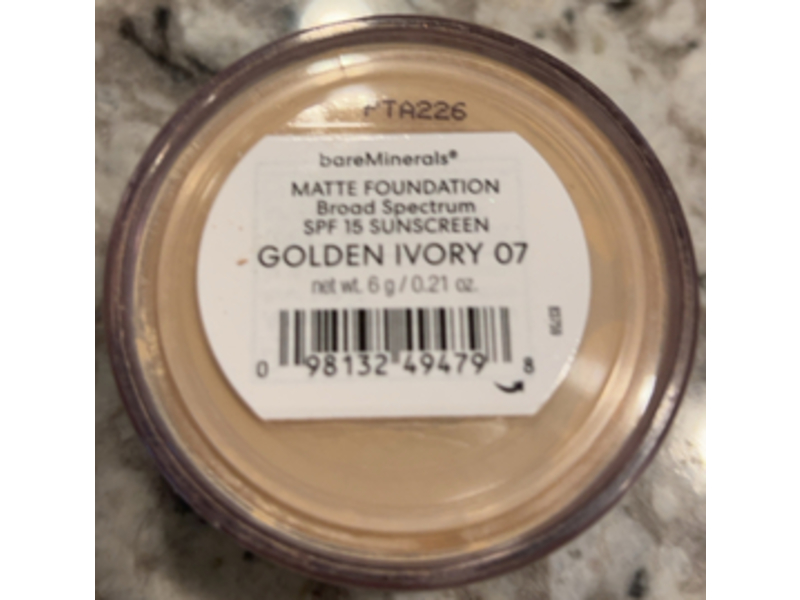 PTA226
bareMinerals®
MATTE FOUNDATION
Broad Spectrum
SPF 15 SUNSCREEN
GOLDEN IVORY 07
net wt. 6 g / 0.21 oz.
0 98132 49479 8